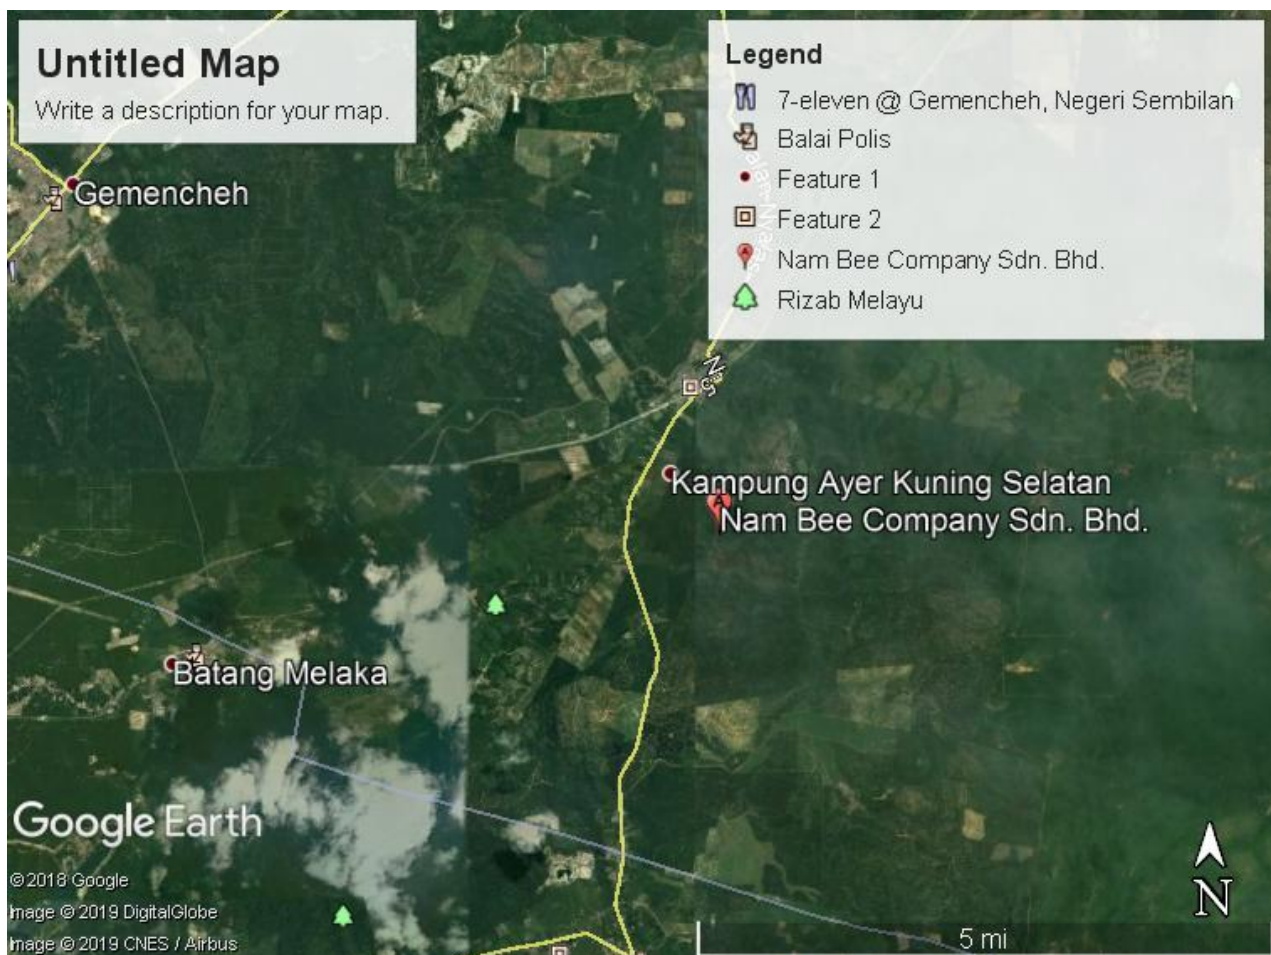 Untitled Map
Write a description for your map.
Legend
7-eleven @ Gemencheh, Negeri Sembilan
Balai Polis
Feature 1
Feature 2
Nam Bee Company Sdn. Bhd.
Rizab Melayu
Gemencheh
Kampung Ayer Kuning Selatan
A
Nam Bee Company Sdn. Bhd.
Batang Melaka
Google Earth
©2018 Google
Image © 2019 DigitalGlobe
Image © 2019 CNES / Airbus
N
5 mi